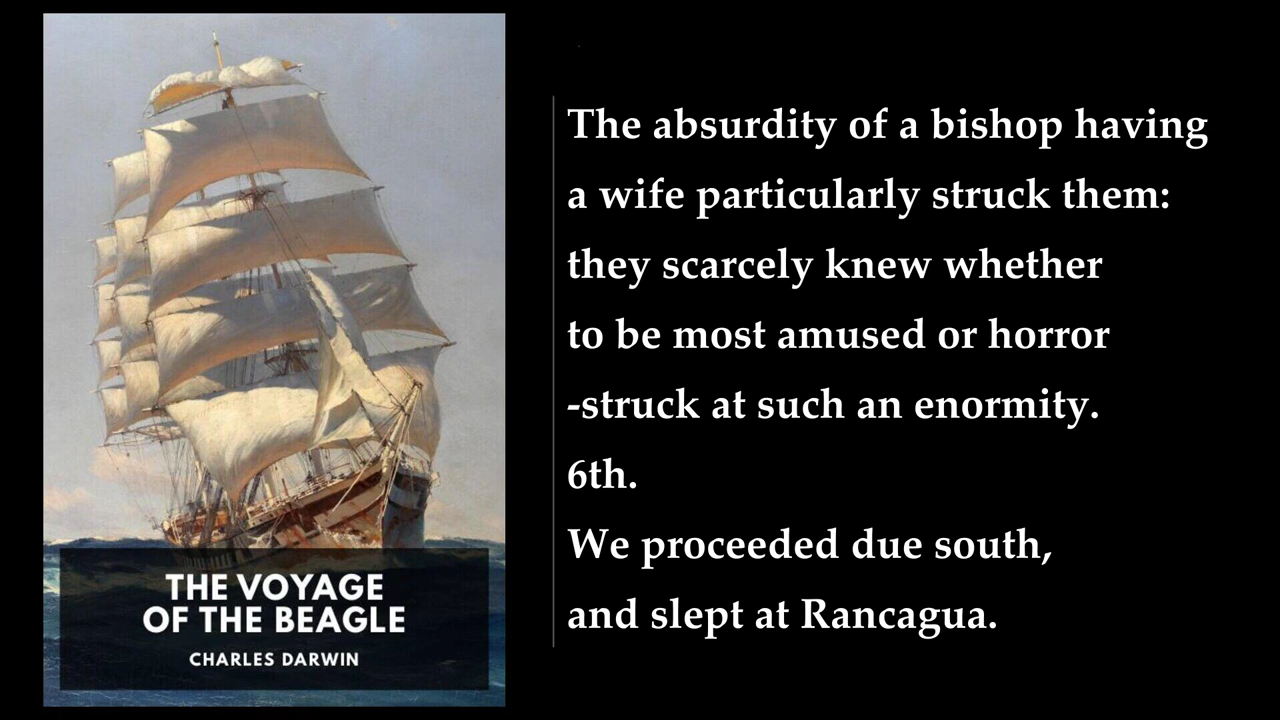 THE VOYAGE
OF THE BEAGLE
CHARLES DARWIN
The absurdity of a bishop having
a wife particularly struck them:
they scarcely knew whether
to be most amused or horror
-struck at such an enormity.
6th.
We proceeded due south,
and slept at Rancagua.